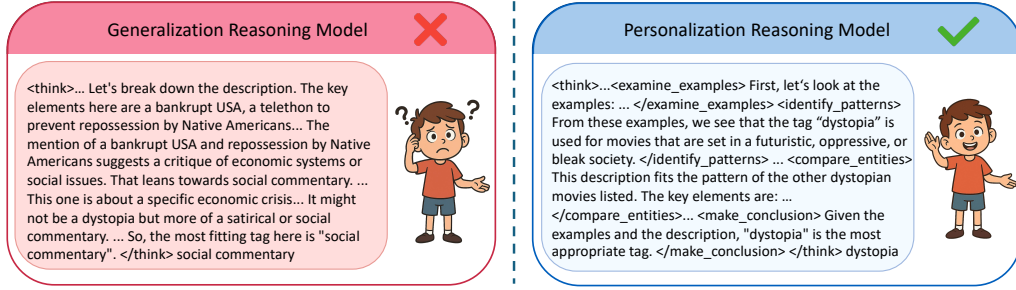 Generalization Reasoning Model
<think>... Let's break down the description. The key
elements here are a bankrupt USA, a telethon to
prevent repossession by Native Americans... The
mention of a bankrupt USA and repossession by Native
Americans suggests a critique of economic systems or
social issues. That leans towards social commentary. ...
This one is about a specific economic crisis... It might
not be a dystopia but more of a satirical or social
commentary. ... So, the most fitting tag here is "social
commentary". </think> social commentary
? ?
Personalization Reasoning Model
<think>...<examine_examples> First, let‘s look at the
examples: ... </examine_examples> <identify_patterns>
From these examples, we see that the tag “dystopia” is
used for movies that are set in a futuristic, oppressive, or
bleak society. </identify_patterns> ... <compare_entities>
This description fits the pattern of the other dystopian
movies listed. The key elements are: ...
</compare_entities>... <make_conclusion> Given the
examples and the description, "dystopia" is the most
appropriate tag. </make_conclusion> </think> dystopia